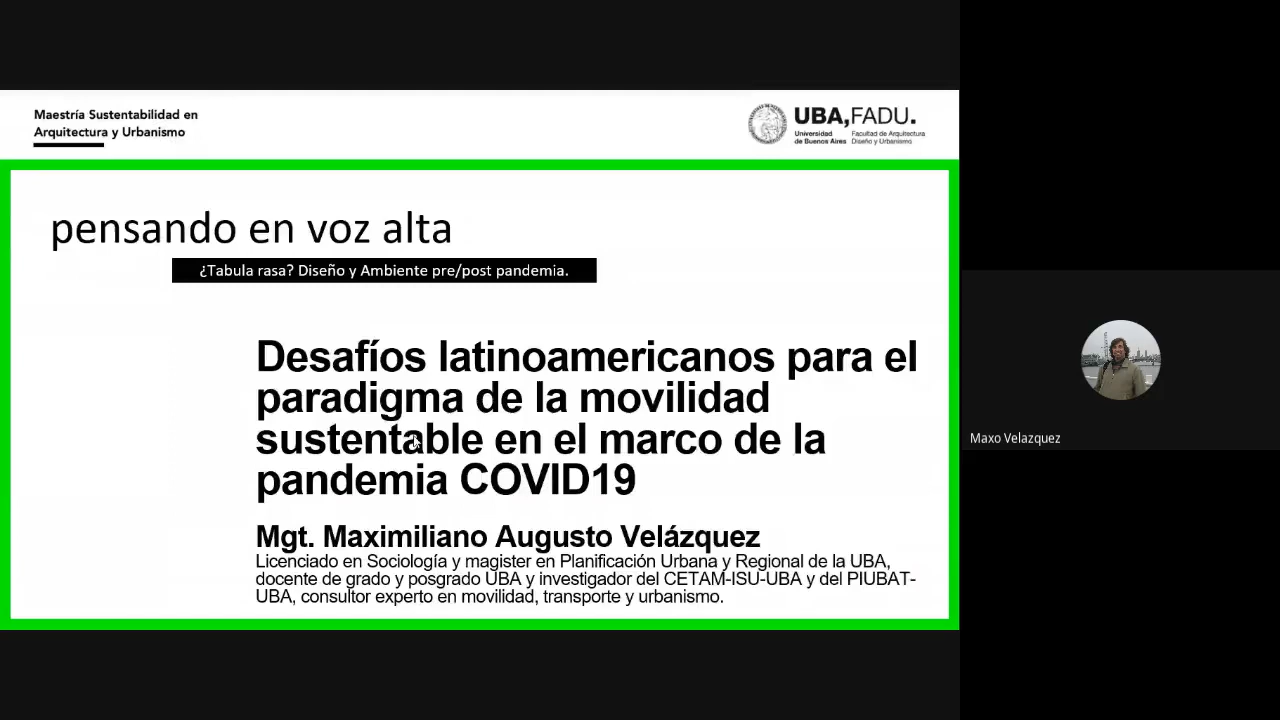 Maestría Sustentabilidad en
Arquitectura y Urbanismo
UBA,FADU.
Universidad
de Buenos Aires
Facultad de Arquitectura
Diseño y Urbanismo
pensando en voz alta
¿Tabula rasa? Diseño y Ambiente pre/post pandemia.
Desafíos latinoamericanos para el
paradigma de la movilidad
sustentable en el marco de la
pandemia COVID19
Mgt. Maximiliano Augusto Velázquez
Licenciado en Sociología y magister en Planificación Urbana y Regional de la UBA,
docente de grado y posgrado UBA y investigador del CETAM-ISU-UBA y del PIUBAT-
UBA, consultor experto en movilidad, transporte y urbanismo.
Maxo Velazquez